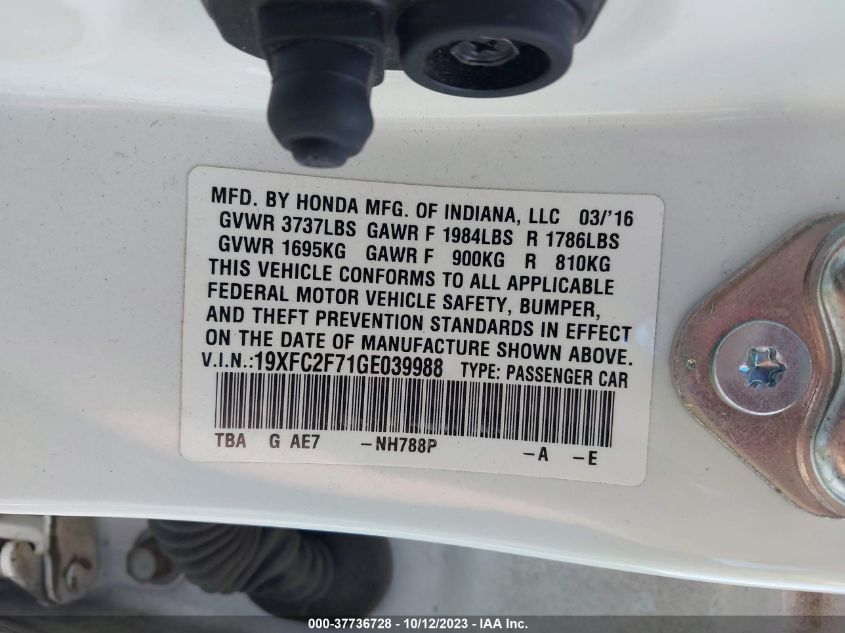 MFD. BY HONDA MFG. OF INDIANA, LLC 03/'16
GVWR 3737LBS GAWR F 1984LBS R 1786LBS
GVWR 1695KG GAWR F 900KG R 810KG
THIS VEHICLE CONFORMS TO ALL APPLICABLE
FEDERAL MOTOR VEHICLE SAFETY, BUMPER,
AND THEFT PREVENTION STANDARDS IN EFFECT
ON THE DATE OF MANUFACTURE SHOWN ABOVE.
V.I.N.:19XFC2F71GE039988 TYPE: PASSENGER CAR
TBA G AE7 -NH788P -A -E
000-37736728 - 10/12/2023 - IAA Inc.